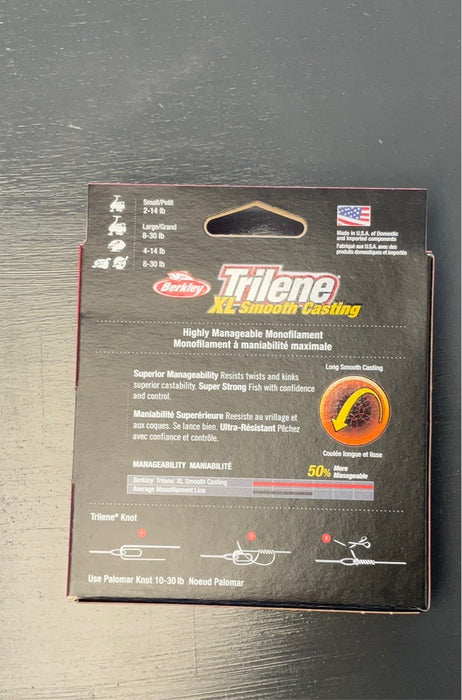 Small/Petit
2-14 lb
Large/Grand
8-30 lb
4-14 lb
8-30 lb
Made in U.S.A. of Domestic
and Imported components
Fabriqué aux U.S.A. avec des
produits domestiques et importés
Berkley
Trilene
XL Smooth Casting
Highly Manageable Monofilament
Monofilament à maniabilité maximale
Superior Manageability Resists twists and kinks
superior castability. Super Strong Fish with confidence
and control.
Maniabilité Supérérieure Reesiste au vrillage et
aux coques. Se lance bien. Ultra-Résistant Pêchez
avec confiance et contrôle.
Long Smooth Casting
Coulée longue et lisse
MANAGEABILITY MANIABILITÉ
50% More
Manageable
Berkley Trilene XL Smooth Casting
Average Monofilament Line
Trilene® Knot
1
2
3
Use Palomar Knot 10-30 lb Noeud Palomar